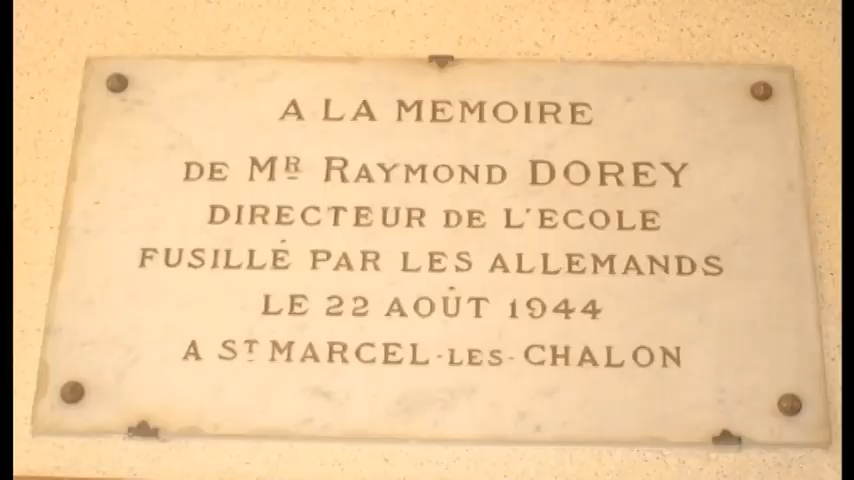 A LA MEMOIRE
DE MR RAYMOND DOREY
DIRECTEUR DE L'ECOLE
FUSILLÉ PAR LES ALLEMANDS
LE 22 AOÛT 1944
A ST MARCEL-LES-CHALON